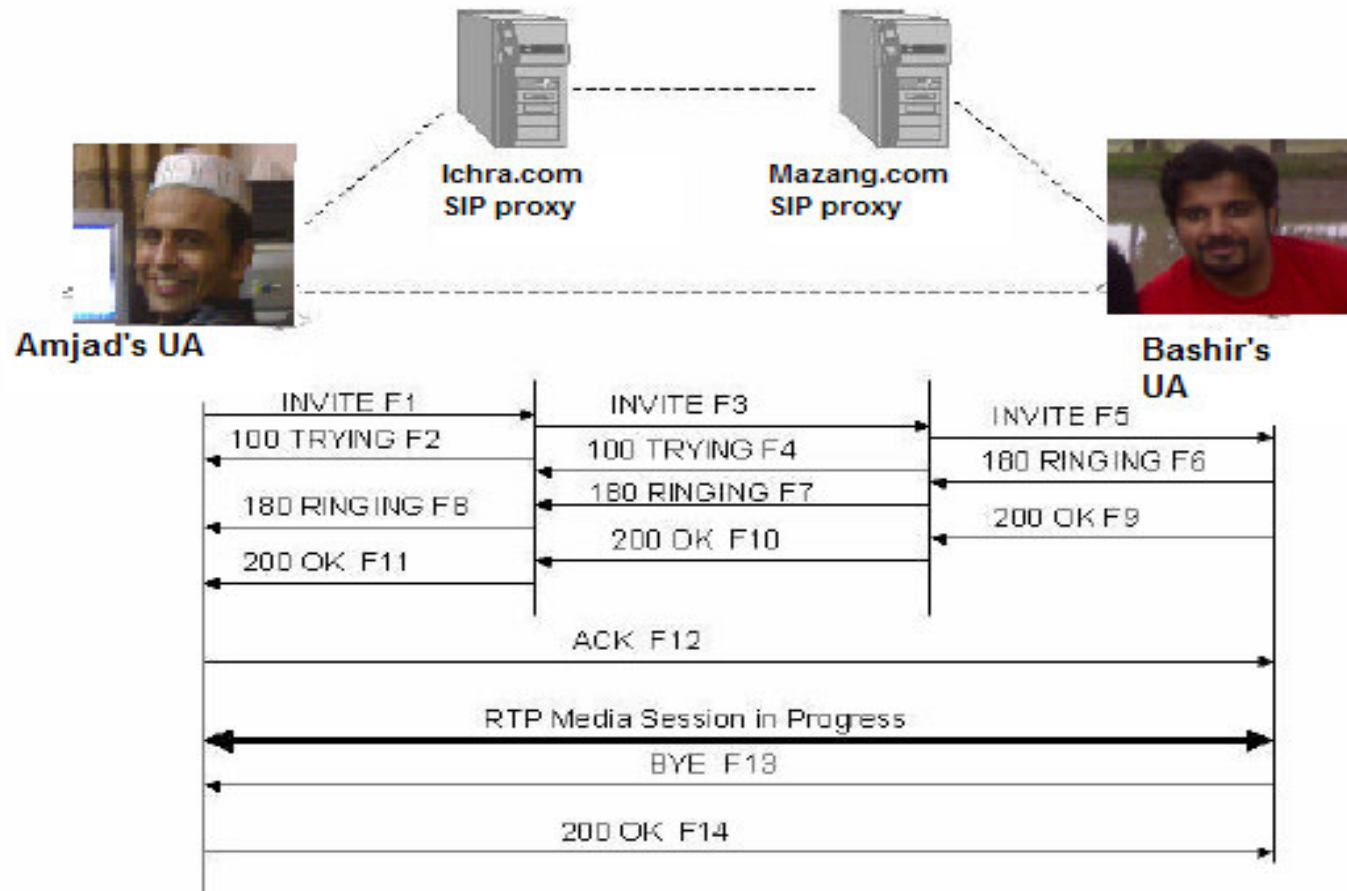 Ichra.com
SIP proxy
Mazang.com
SIP proxy
Amjad's UA
Bashir's
UA
INVITE F1
INVITE F3
INVITE F5
100 TRYING F2
100 TRYING F4
180 RINGING F6
180 RINGING F7
180 RINGING F8
200 OK F9
200 OK F10
200 OK F11
ACK F12
RTP Media Session in Progress
BYE F13
200 OK F14